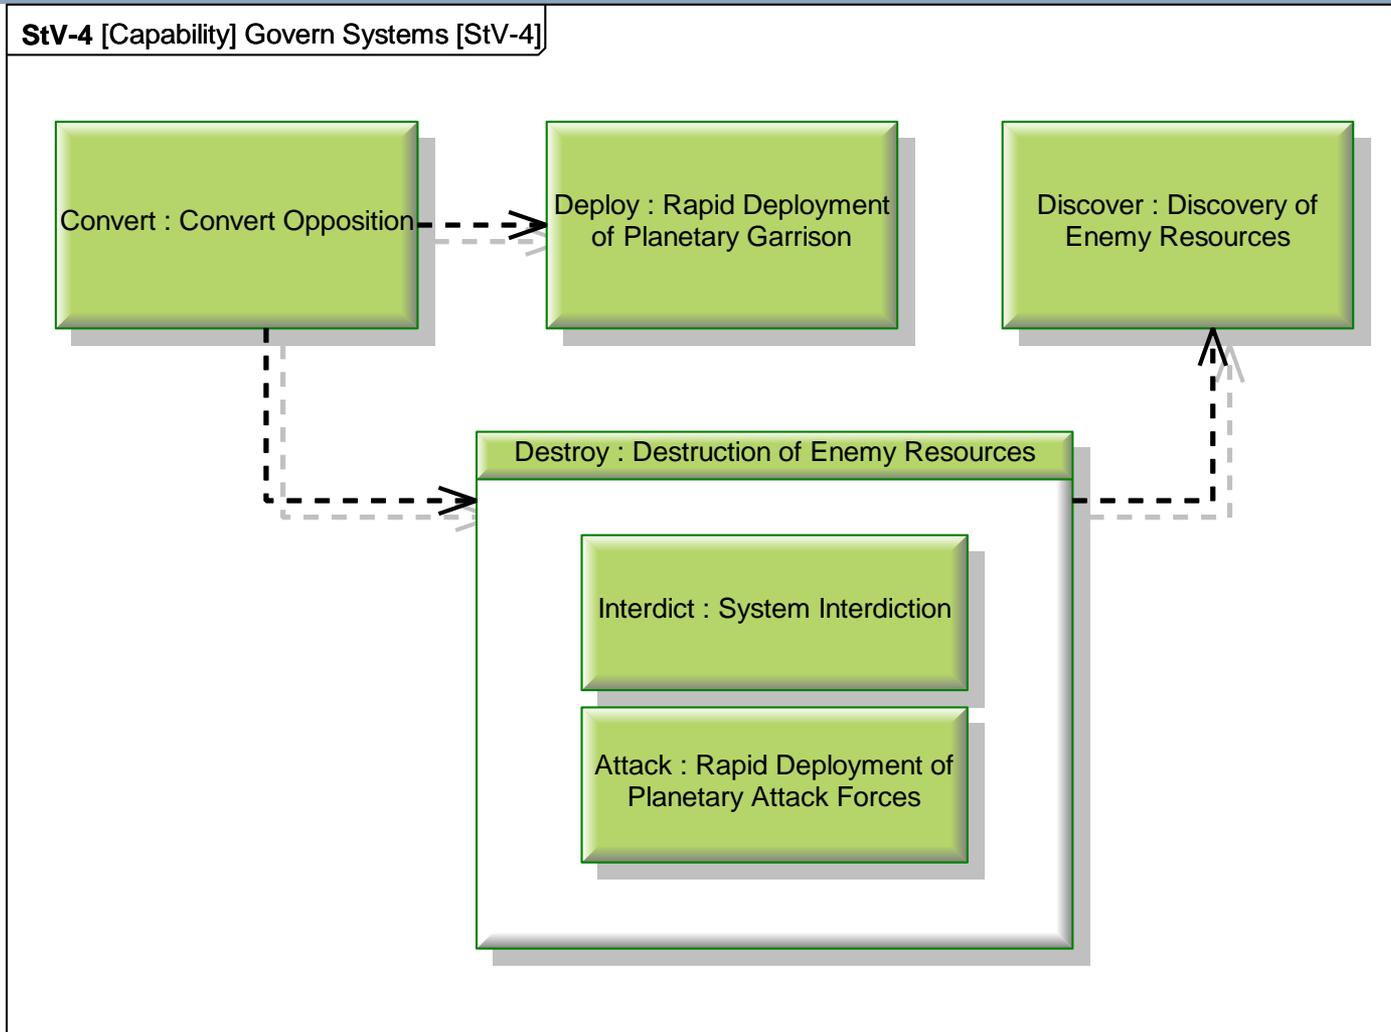 StV-4 [Capability] Govern Systems [StV-4]
Convert : Convert Opposition
Deploy : Rapid Deployment
of Planetary Garrison
Discover : Discovery of
Enemy Resources
Destroy : Destruction of Enemy Resources
Interdict : System Interdiction
Attack : Rapid Deployment of
Planetary Attack Forces